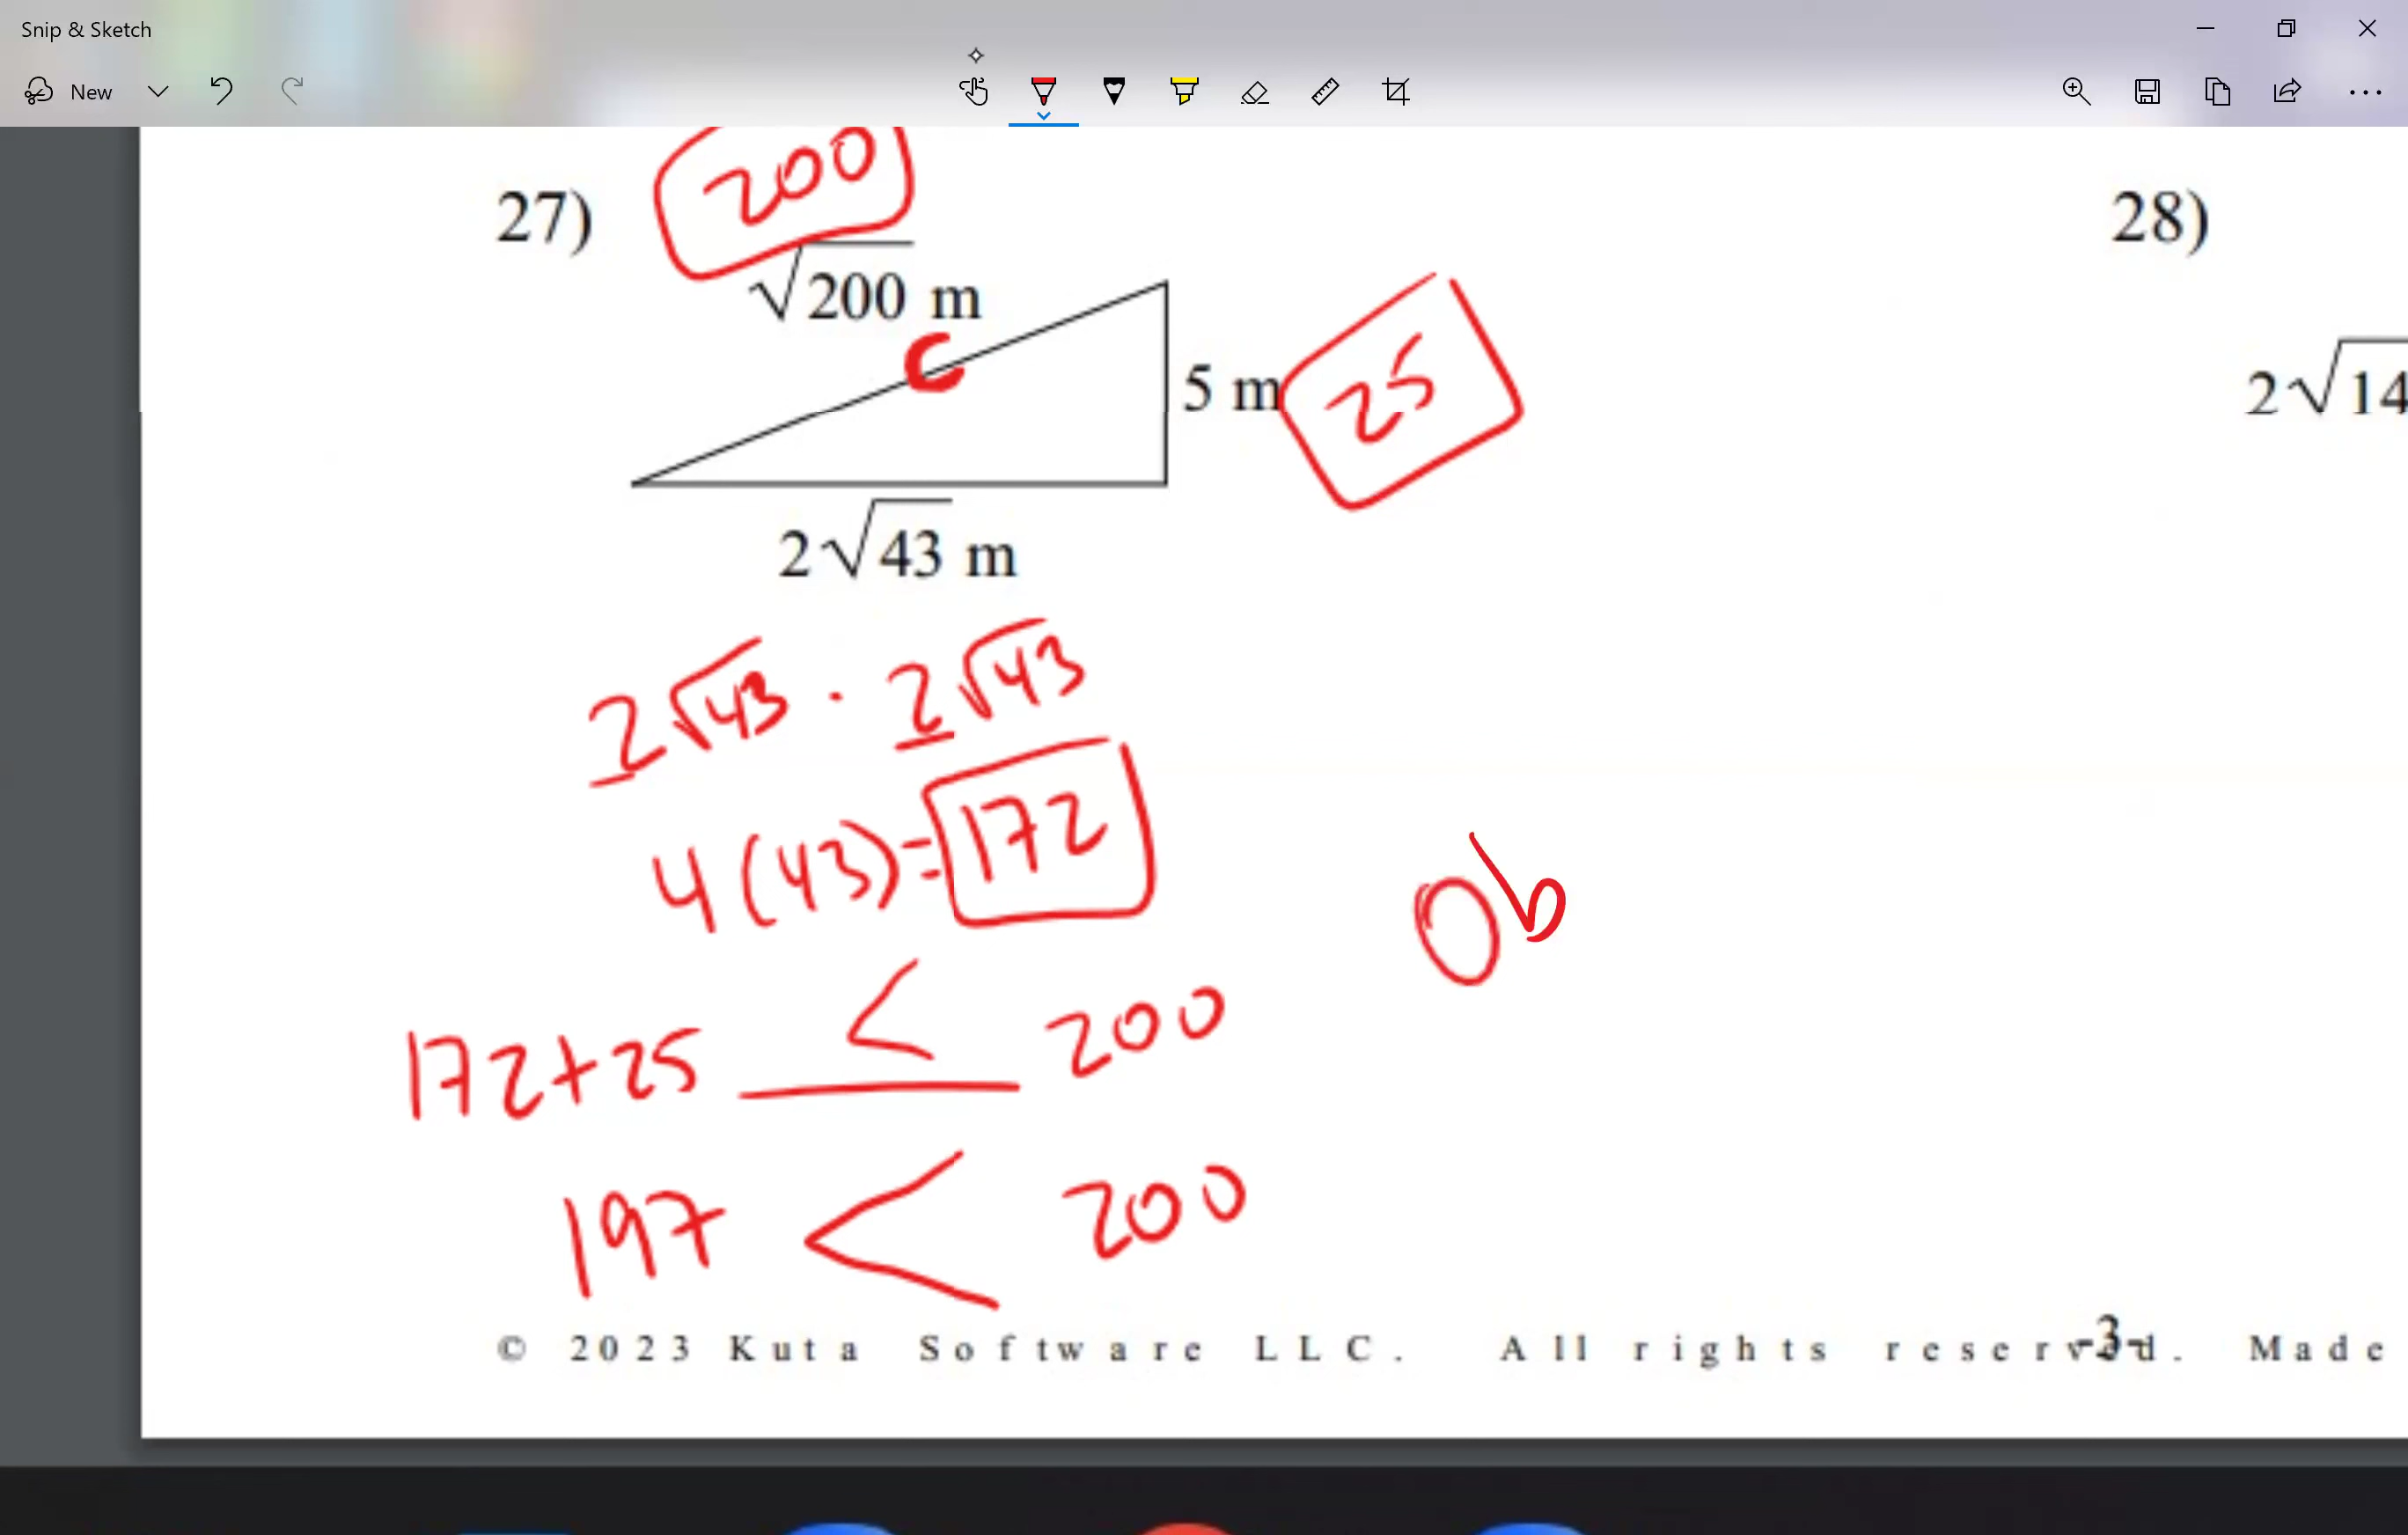 Snip & Sketch
New
200
27)
28)
√200 m
c
5 m
25
2√14
2√43 m
2√43 · 2√43
4(43)=172
Ob
172+25 < 200
197 < 200
© 2023 Kuta Software LLC. All rights reserved. Made
-3-